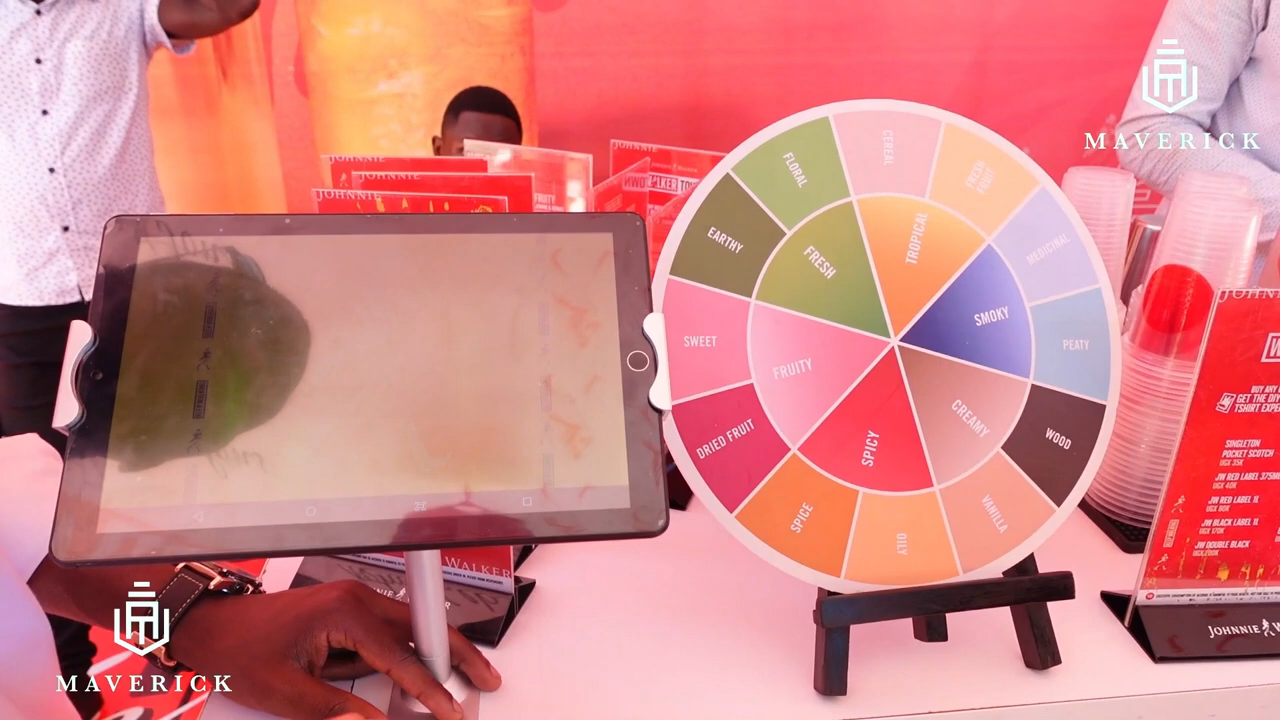 MAVERICK
JOHNNIE
JOHNNIE
JOHNNIE
FRUITY
CEREAL
FRESH
FRUIT
FLORAL
MEDICINAL
EARTHY
TROPICAL
FRESH
SMOKY
PEATY
SWEET
FRUITY
CREAMY
WOOD
DRIED FRUIT
SPICY
SPICE
OILY
VANILLA
JOHNNIE
BUY ANY
GET THE DIY
TSHIRT EXPE
SINGLETON
POCKET SCOTCH
UGX 35K
JW RED LABEL 375ML
UGX 40K
JW RED LABEL 1L
UGX 80K
JW BLACK LABEL 1L
UGX 170K
JW DOUBLE BLACK
JOHNNIE W
WALKER
MAVERICK